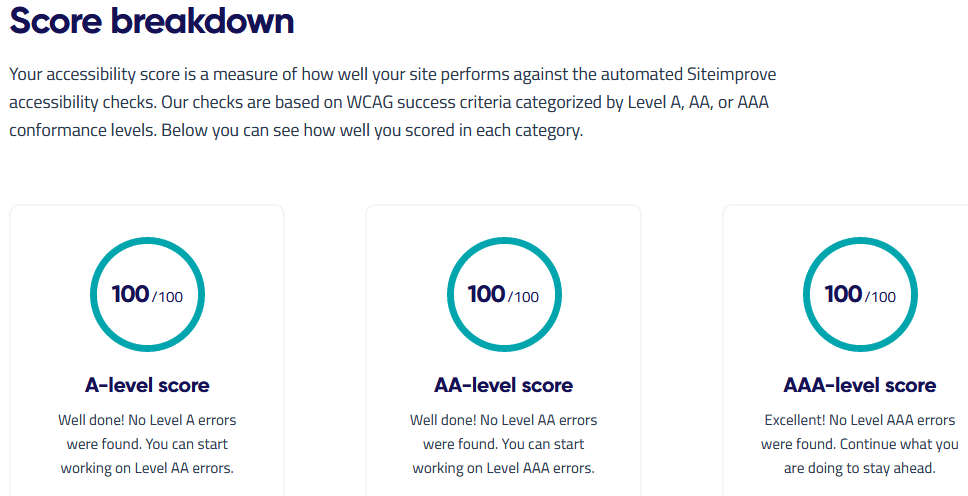 Score breakdown
Your accessibility score is a measure of how well your site performs against the automated Siteimprove
accessibility checks. Our checks are based on WCAG success criteria categorized by Level A, AA, or AAA
conformance levels. Below you can see how well you scored in each category.
100/100
A-level score
Well done! No Level A errors
were found. You can start
working on Level AA errors.
100/100
AA-level score
Well done! No Level AA errors
were found. You can start
working on Level AAA errors.
100/100
AAA-level score
Excellent! No Level AAA errors
were found. Continue what you
are doing to stay ahead.